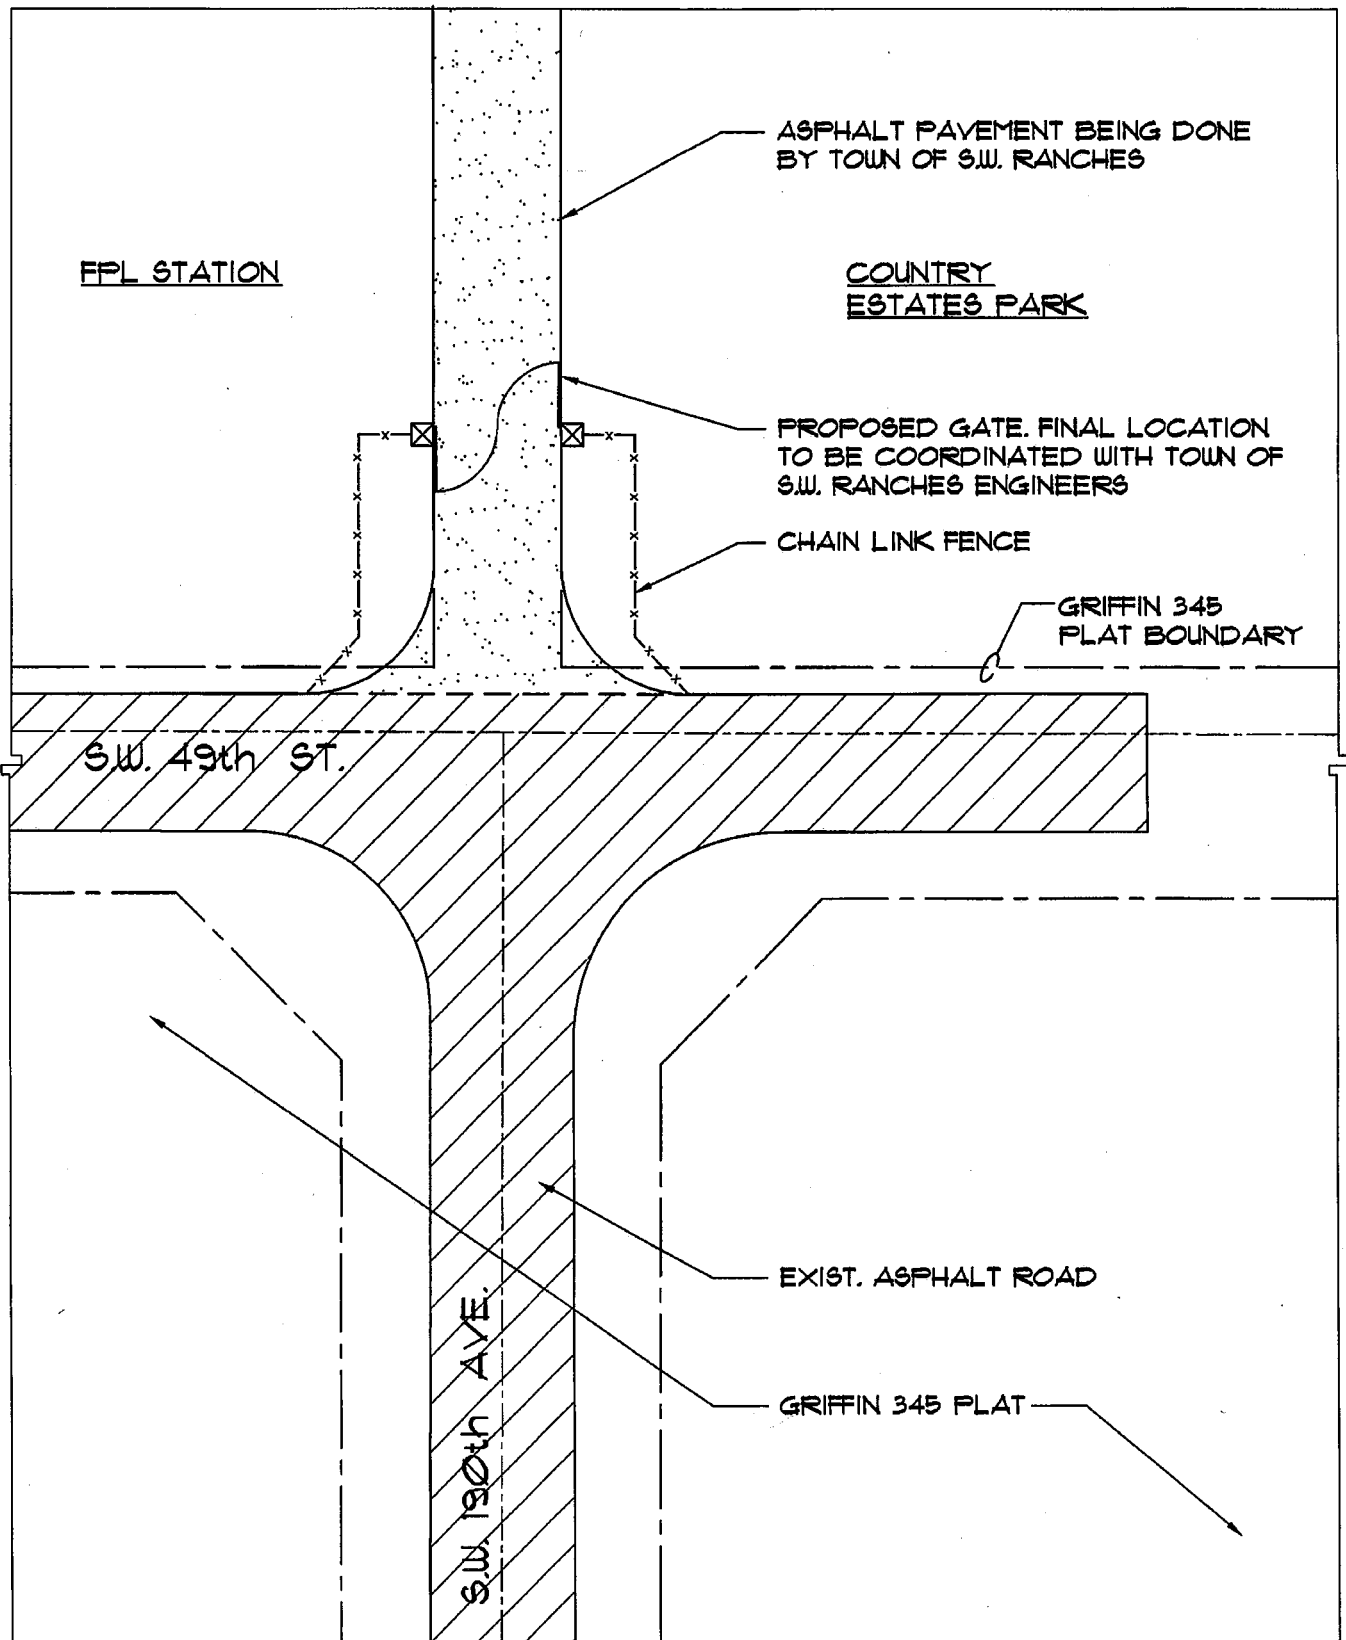 ASPHALT PAVEMENT BEING DONE
BY TOWN OF S.W. RANCHES
FPL STATION
COUNTRY
ESTATES PARK
PROPOSED GATE. FINAL LOCATION
TO BE COORDINATED WITH TOWN OF
S.W. RANCHES ENGINEERS
CHAIN LINK FENCE
GRIFFIN 345
PLAT BOUNDARY
S.W. 49th ST.
EXIST. ASPHALT ROAD
S.W. 190th AVE.
GRIFFIN 345 PLAT